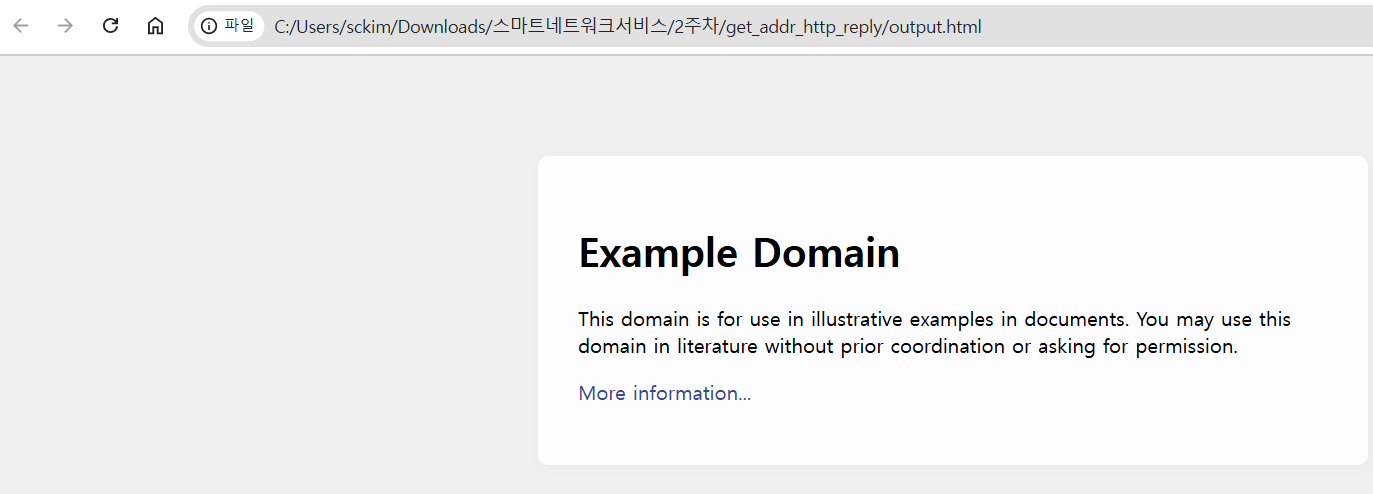 파일 C:/Users/sckim/Downloads/스마트네트워크서비스/2주차/get_addr_http_reply/output.html
Example Domain
This domain is for use in illustrative examples in documents. You may use this
domain in literature without prior coordination or asking for permission.
More information...